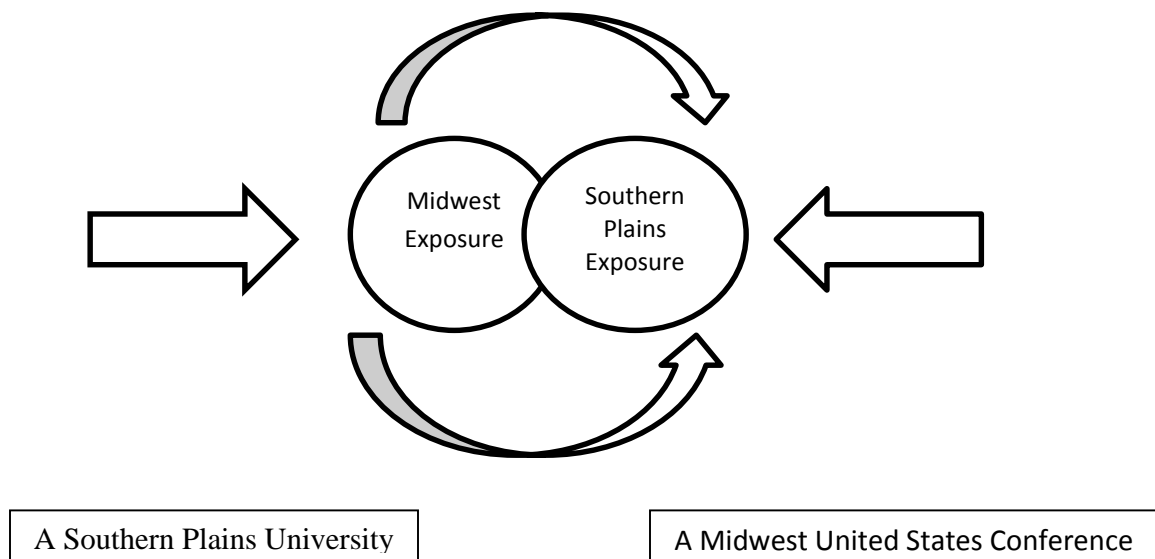 Midwest
Exposure
Southern
Plains
Exposure
A Southern Plains University
A Midwest United States Conference